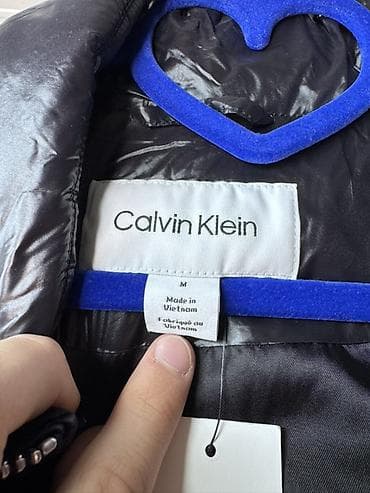 Calvin Klein
M
Made in
Vietnam
Fabriqué au
Vietnam